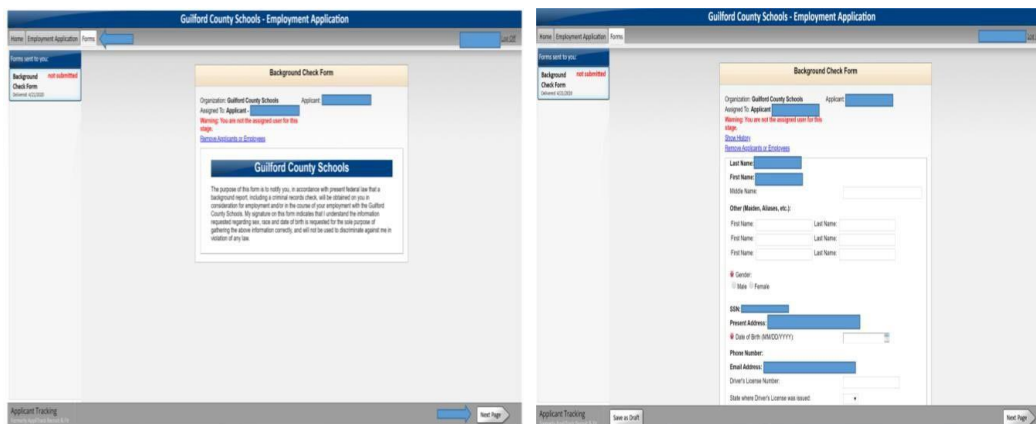 Guilford County Schools - Employment Application
Home Employment Application Forms
Log Off
Forms sent to you:
Background not submitted
Check Form
Delivered:
Background Check Form
Organization: Guilford County Schools Applicant:
Assigned To: Applicant -
Warning: You are not the assigned user for this
stage.
Remove Applicants or Employees
Guilford County Schools
The purpose of this form is to notify you, in accordance with present federal law that a
background report, including a criminal records check, will be obtained on you in
consideration for employment and/or in the course of your employment with the Guilford
County Schools. My signature on this form indicates that I understand the information
requested regarding sex, race and date of birth is requested for the sole purpose of
gathering the above information correctly, and will not be used to discriminate against me in
violation of any law.
Applicant Tracking
Next Page
Guilford County Schools - Employment Application
Home Employment Application Forms
Forms sent to you:
Background not submitted
Check Form
Delivered:
Background Check Form
Organization: Guilford County Schools Applicant:
Assigned To: Applicant
Warning: You are not the assigned user for this
stage.
Show History
Remove Applicants or Employees
Last Name:
First Name:
Middle Name:
Other (Maiden, Aliases, etc.):
First Name: Last Name:
First Name: Last Name:
First Name: Last Name:
Gender:
Male Female
SSN:
Present Address:
Date of Birth (MM/DD/YYYY):
Phone Number:
Email Address:
Driver's License Number:
State where Driver's License was issued:
Applicant Tracking
Save as Draft
Next Page